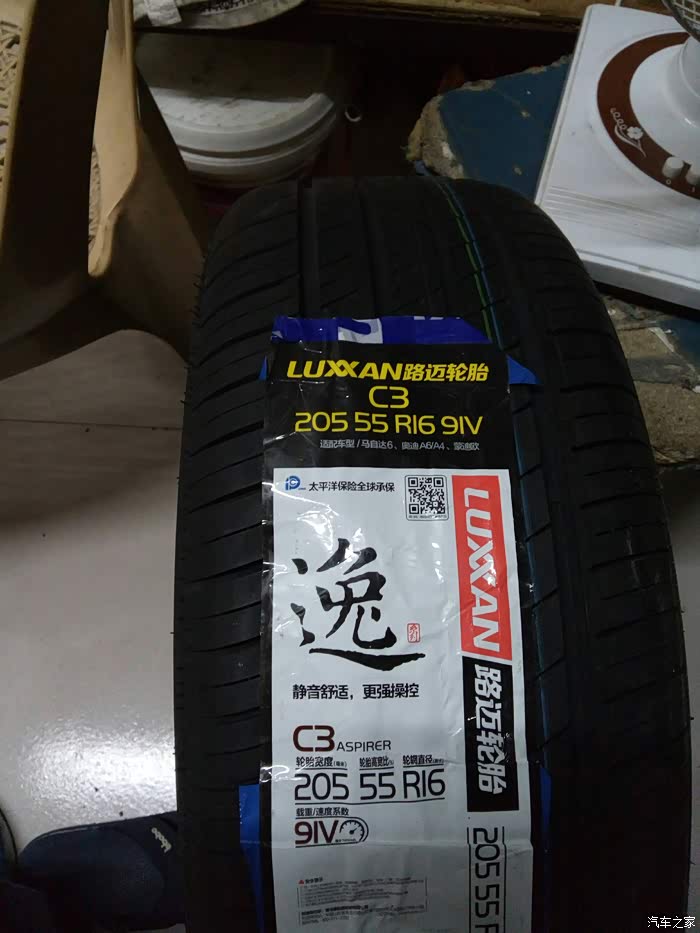 LUXXAN路迈轮胎
C3
205 55 R16 91V
适配车型/马自达6、奥迪A6/A4、蒙迪欧
太平洋保险全球承保
LUXXAN 路迈轮胎
逸
静音舒适，更强操控
C3 ASPIRER
轮胎宽度 轮胎高宽比 轮辋直径
205 55 R16
载重/速度系数
91V
205 55 R
汽车之家